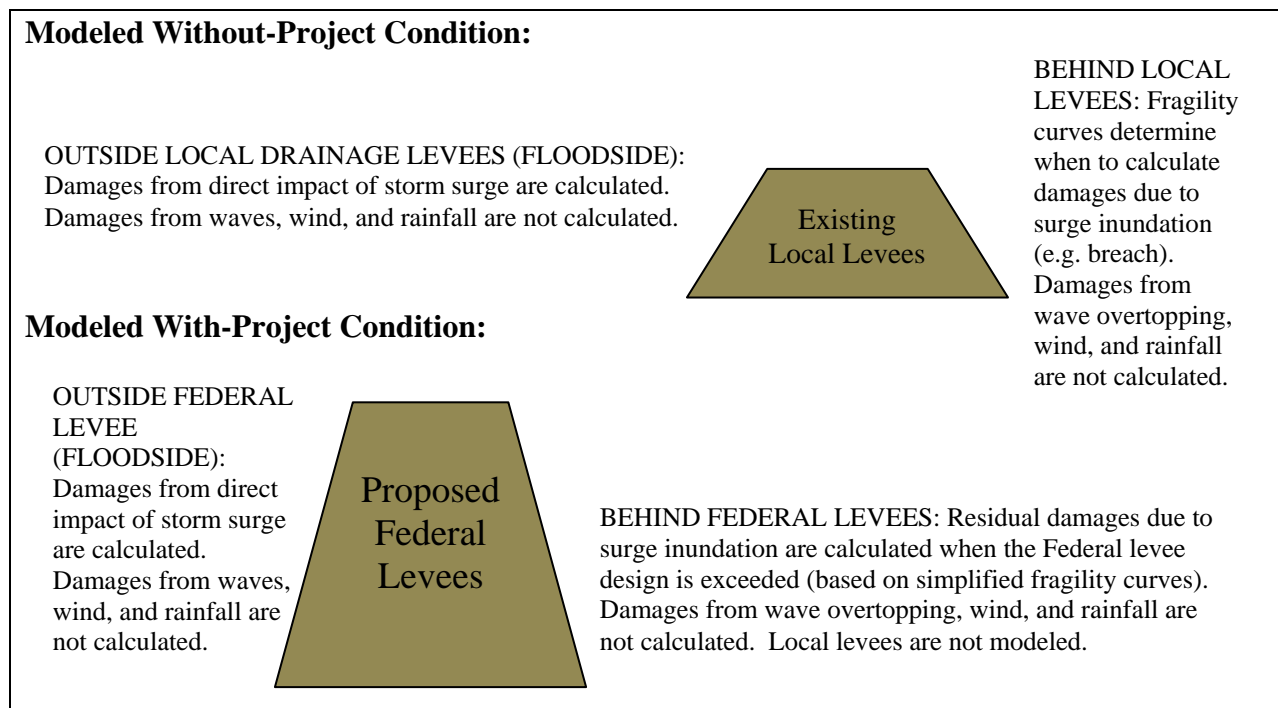 Modeled Without-Project Condition:
OUTSIDE LOCAL DRAINAGE LEVEES (FLOODSIDE):
Damages from direct impact of storm surge are calculated.
Damages from waves, wind, and rainfall are not calculated.
Existing
Local Levees
BEHIND LOCAL
LEVEES: Fragility
curves determine
when to calculate
damages due to
surge inundation
(e.g. breach).
Damages from
wave overtopping,
wind, and rainfall
are not calculated.
Modeled With-Project Condition:
OUTSIDE FEDERAL
LEVEE
(FLOODSIDE):
Damages from direct
impact of storm surge
are calculated.
Damages from waves,
wind, and rainfall are
not calculated.
Proposed
Federal
Levees
BEHIND FEDERAL LEVEES: Residual damages due to
surge inundation are calculated when the Federal levee
design is exceeded (based on simplified fragility curves).
Damages from wave overtopping, wind, and rainfall are
not calculated.  Local levees are not modeled.